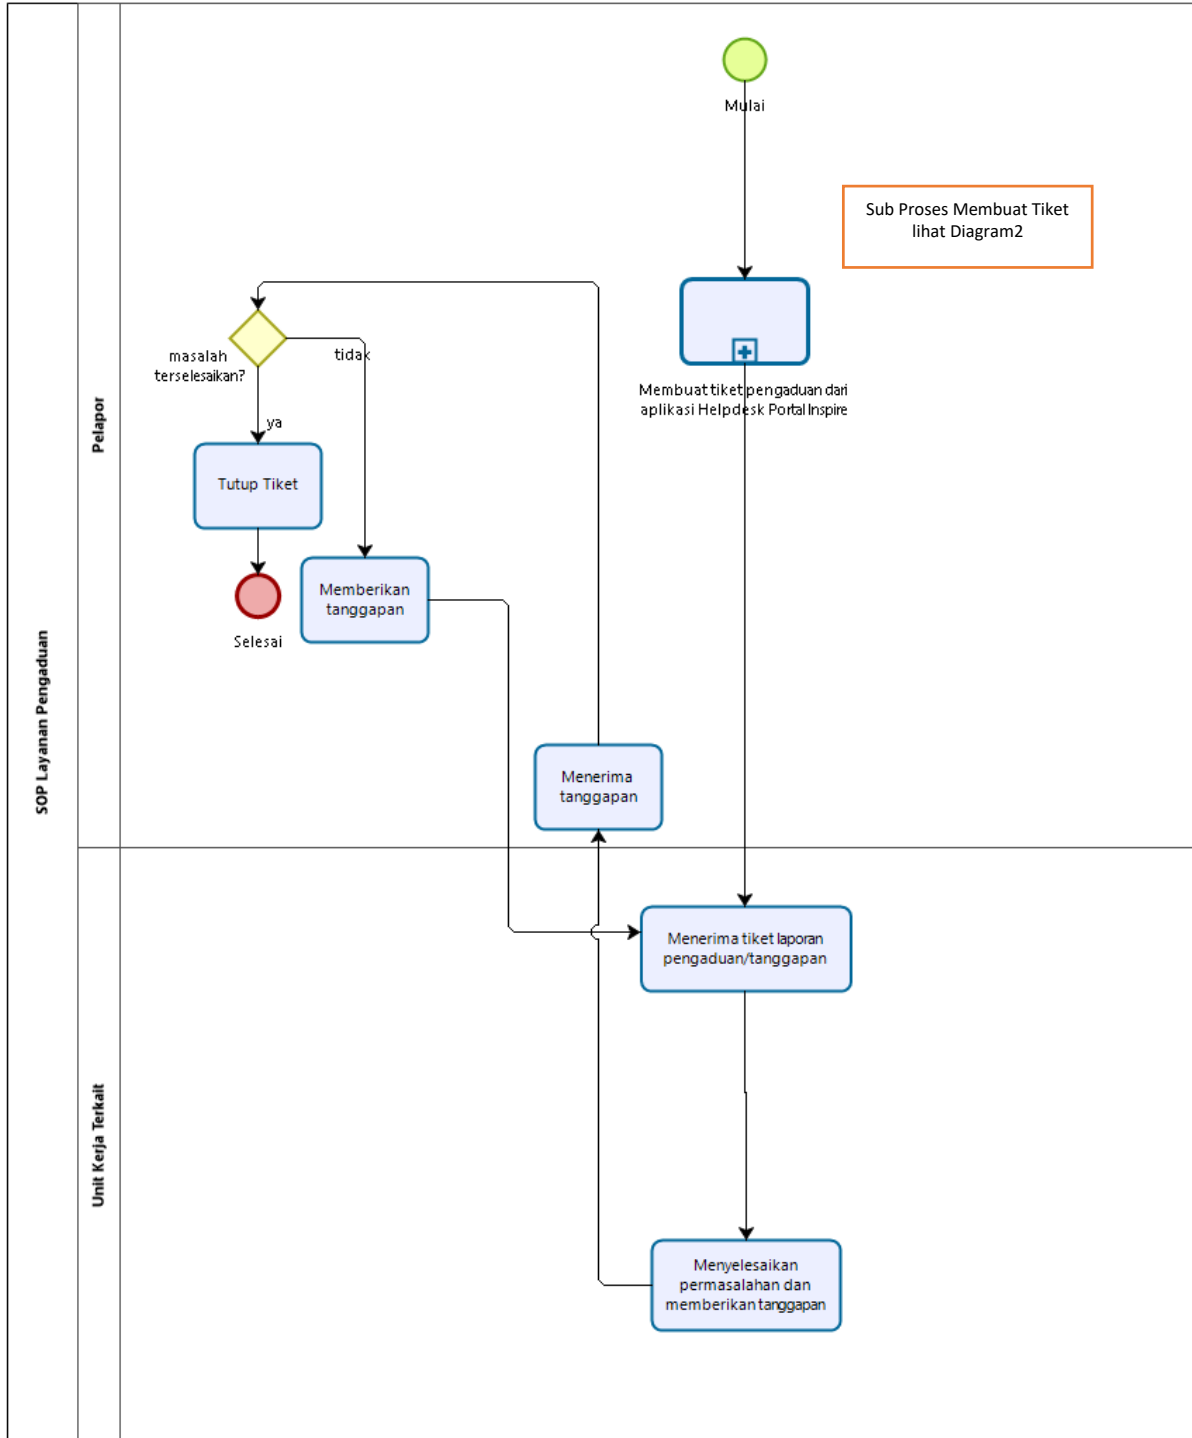 SOP Layanan Pengaduan
Pelapor
Mulai
Sub Proses Membuat Tiket
lihat Diagram2
masalah
terselesaikan?
tidak
ya
Membuat tiket pengaduan dari
aplikasi Helpdesk Portal Inspire
Tutup Tiket
Memberikan
tanggapan
Selesai
Menerima
tanggapan
Unit Kerja Terkait
Menerima tiket laporan
pengaduan/tanggapan
Menyelesaikan
permasalahan dan
memberikan tanggapan